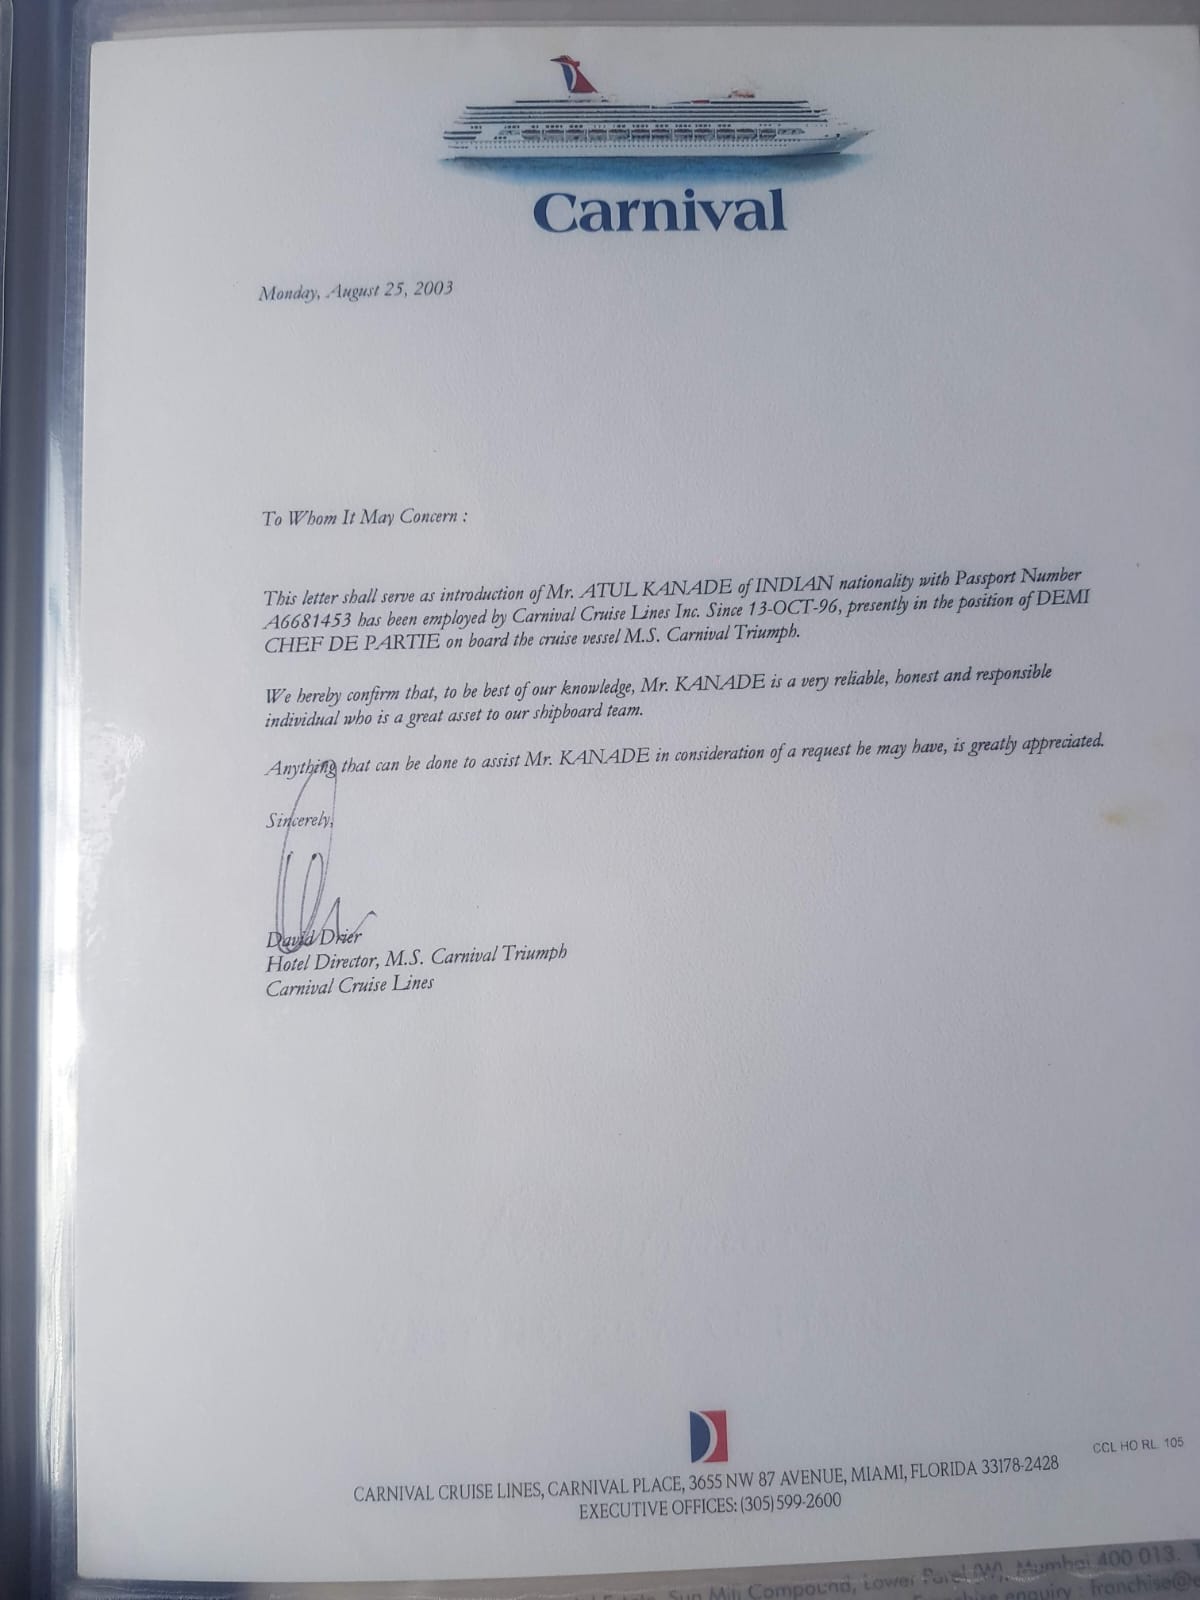 Carnival
Monday, August 25, 2003
To Whom It May Concern :
This letter shall serve as introduction of Mr. ATUL KANADE of INDIAN nationality with Passport Number
A6681453 has been employed by Carnival Cruise Lines Inc. Since 13-OCT-96, presently in the position of DEMI
CHEF DE PARTIE on board the cruise vessel M.S. Carnival Triumph.
We hereby confirm that, to be best of our knowledge, Mr. KANADE is a very reliable, honest and responsible
individual who is a great asset to our shipboard team.
Anything that can be done to assist Mr. KANADE in consideration of a request he may have, is greatly appreciated.
Sincerely,
David Drier
Hotel Director, M.S. Carnival Triumph
Carnival Cruise Lines
CCL HO RL 105
CARNIVAL CRUISE LINES, CARNIVAL PLACE, 3655 NW 87 AVENUE, MIAMI, FLORIDA 33178-2428
EXECUTIVE OFFICES: (305) 599-2600
Compound, Lower Parel (W), Mumbai 400 013.
enquiry : franchise@e